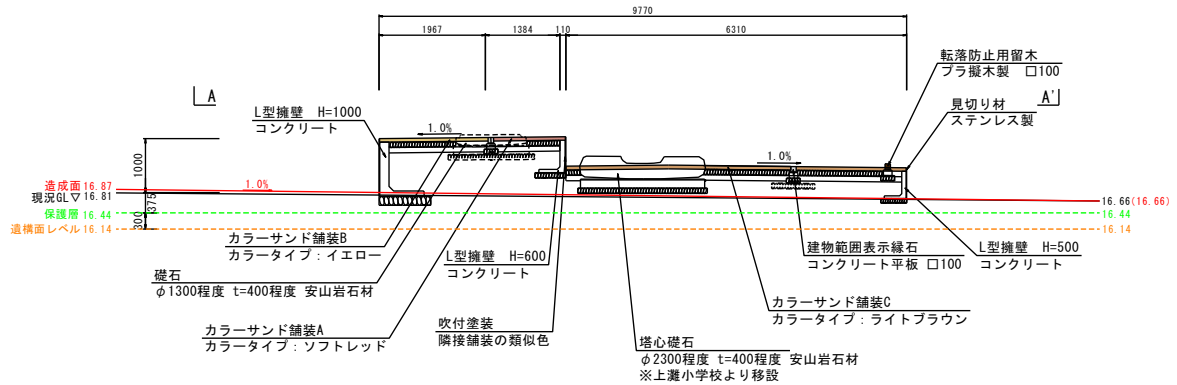 9770
1967
1384
110
6310
転落防止用留木
プラ擬木製 □100
A
A'
見切り材
ステンレス製
L型擁壁 H=1000
コンクリート
1.0%
1.0%
1000
375
300
造成面 16.87
1.0%
現況GL▽ 16.81
保護層 16.44
遺構面レベル 16.14
16.66(16.66)
16.44
16.14
カラーサンド舗装B
カラータイプ：イエロー
L型擁壁 H=600
コンクリート
建物範囲表示縁石
コンクリート平板 □100
L型擁壁 H=500
コンクリート
礎石
φ1300程度 t=400程度 安山岩石材
カラーサンド舗装C
カラータイプ：ライトブラウン
カラーサンド舗装A
カラータイプ：ソフトレッド
吹付塗装
隣接舗装の類似色
塔心礎石
φ2300程度 t=400程度 安山岩石材
※上灘小学校より移設